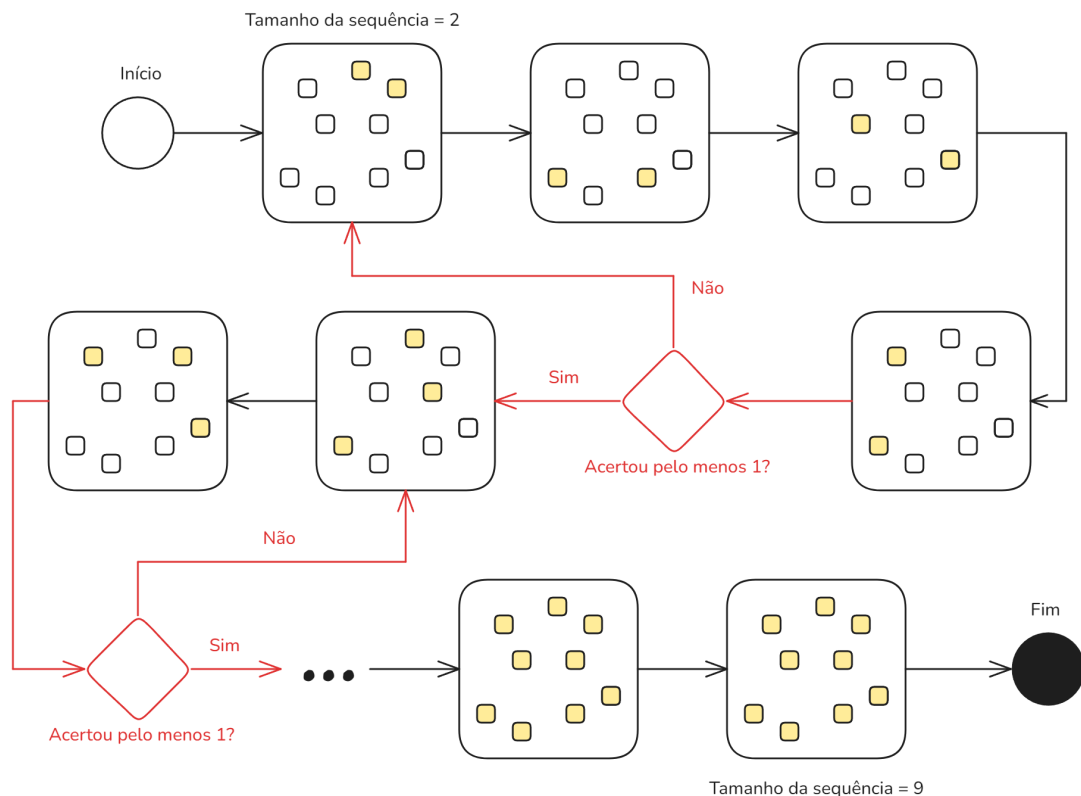 Tamanho da sequência = 2
Início
Não
Sim
Acertou pelo menos 1?
Não
Sim
Acertou pelo menos 1?
Fim
Tamanho da sequência = 9